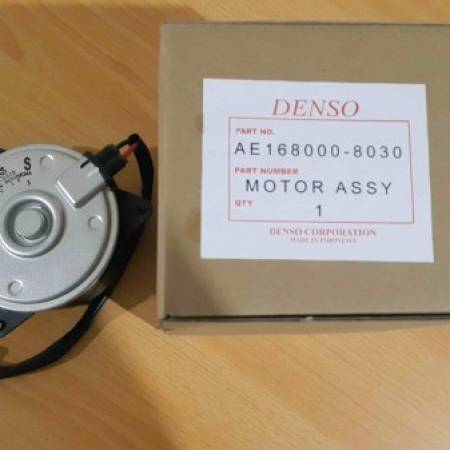 S
DENSO
PART NO.
AE168000-8030
PART NUMBER
MOTOR ASSY
QTY
1
DENSO CORPORATION
MADE IN INDONESIA